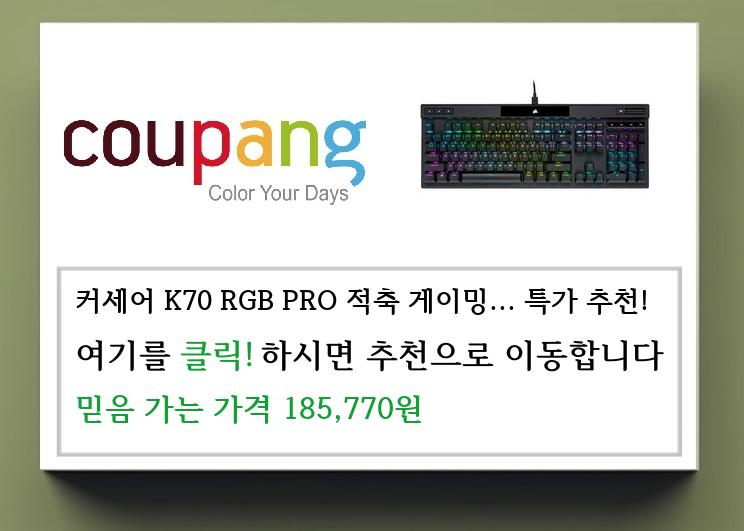 coupang
Color Your Days
커세어 K70 RGB PRO 적축 게이밍... 특가 추천!
여기를 클릭! 하시면 추천으로 이동합니다
믿음 가는 가격 185,770원